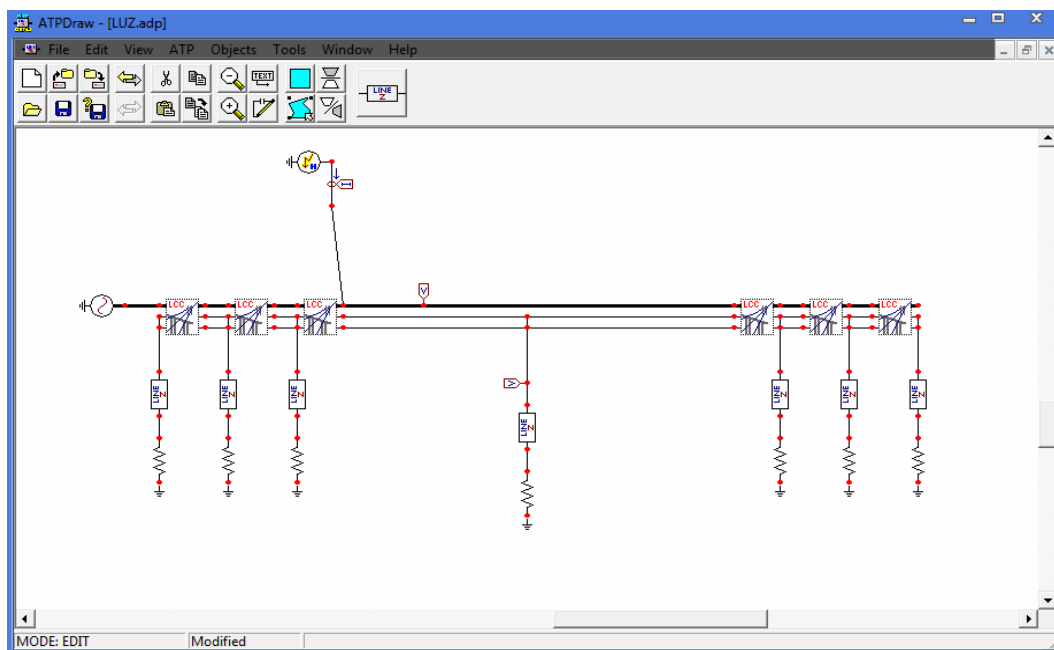 ATPDraw - [LUZ.adp]
File Edit View ATP Objects Tools Window Help
TEXT
LINE Z
H
I
V
LCC LCC LCC LCC LCC LCC
V
LINE Z LINE Z LINE Z LINE Z LINE Z LINE Z
LINE Z
MODE: EDIT Modified